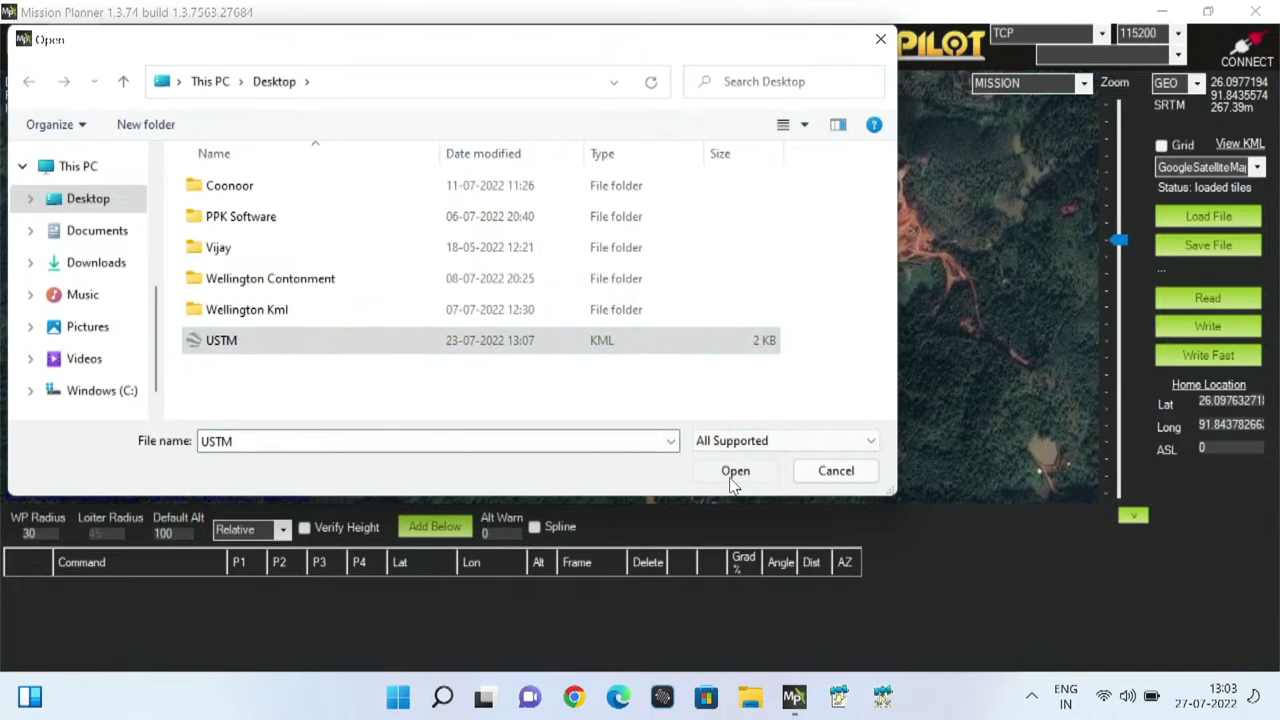 Mission Planner 1.3.74 build 1.3.7563.27684
Open
This PC > Desktop >
Search Desktop
Organize
New folder
This PC
Desktop
Documents
Downloads
Music
Pictures
Videos
Windows (C:)
Name Date modified Type Size
Coonoor 11-07-2022 11:26 File folder
PPK Software 06-07-2022 20:40 File folder
Vijay 18-05-2022 12:21 File folder
Wellington Contonment 08-07-2022 20:25 File folder
Wellington Kml 07-07-2022 12:30 File folder
USTM 23-07-2022 13:07 KML 2 KB
File name: USTM
All Supported
Open Cancel
PILOT
TCP 115200
CONNECT
MISSION
Zoom
GEO
26.0977194
91.8435574
SRTM 267.39m
Grid View KML
GoogleSatelliteMap
Status: loaded tiles
Load File
Save File
...
Read
Write
Write Fast
Home Location
Lat 26.09763271
Long 91.84378266
ASL 0
WP Radius Loiter Radius Default Alt
30 45 100
Relative
Verify Height
Add Below
Alt Warn
0
Spline
v
Command P1 P2 P3 P4 Lat Lon Alt Frame Delete Grad % Angle Dist AZ
Mp
ENG
IN
13:03
27-07-2022